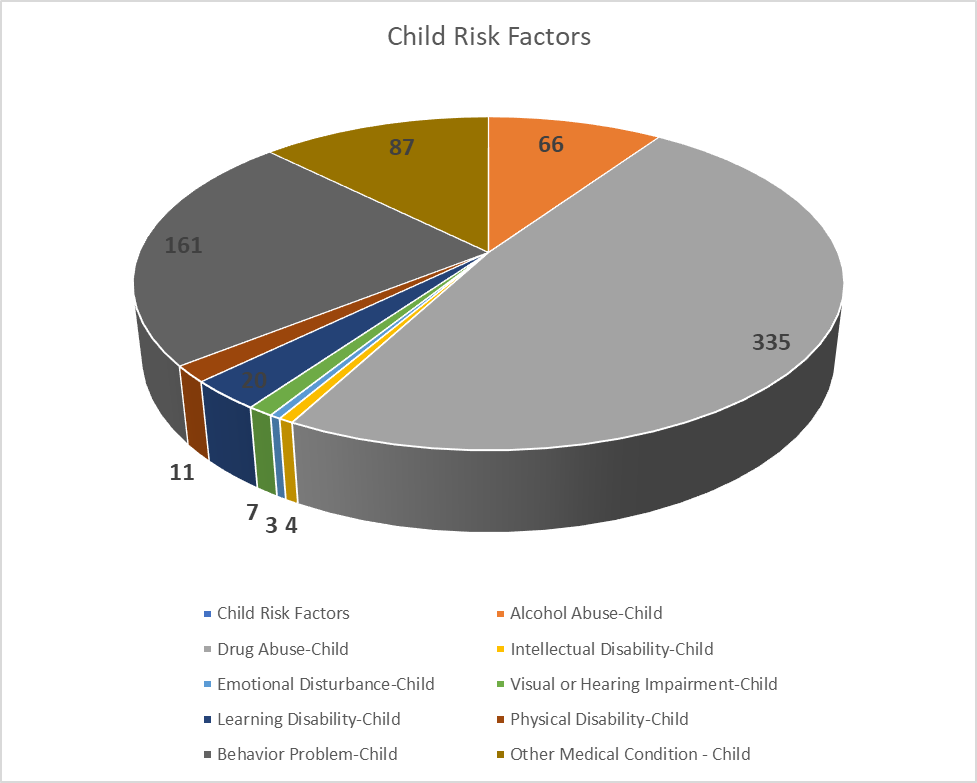 Child Risk Factors
87
66
161
335
20
11
7
3
4
Child Risk Factors
Alcohol Abuse-Child
Drug Abuse-Child
Intellectual Disability-Child
Emotional Disturbance-Child
Visual or Hearing Impairment-Child
Learning Disability-Child
Physical Disability-Child
Behavior Problem-Child
Other Medical Condition - Child